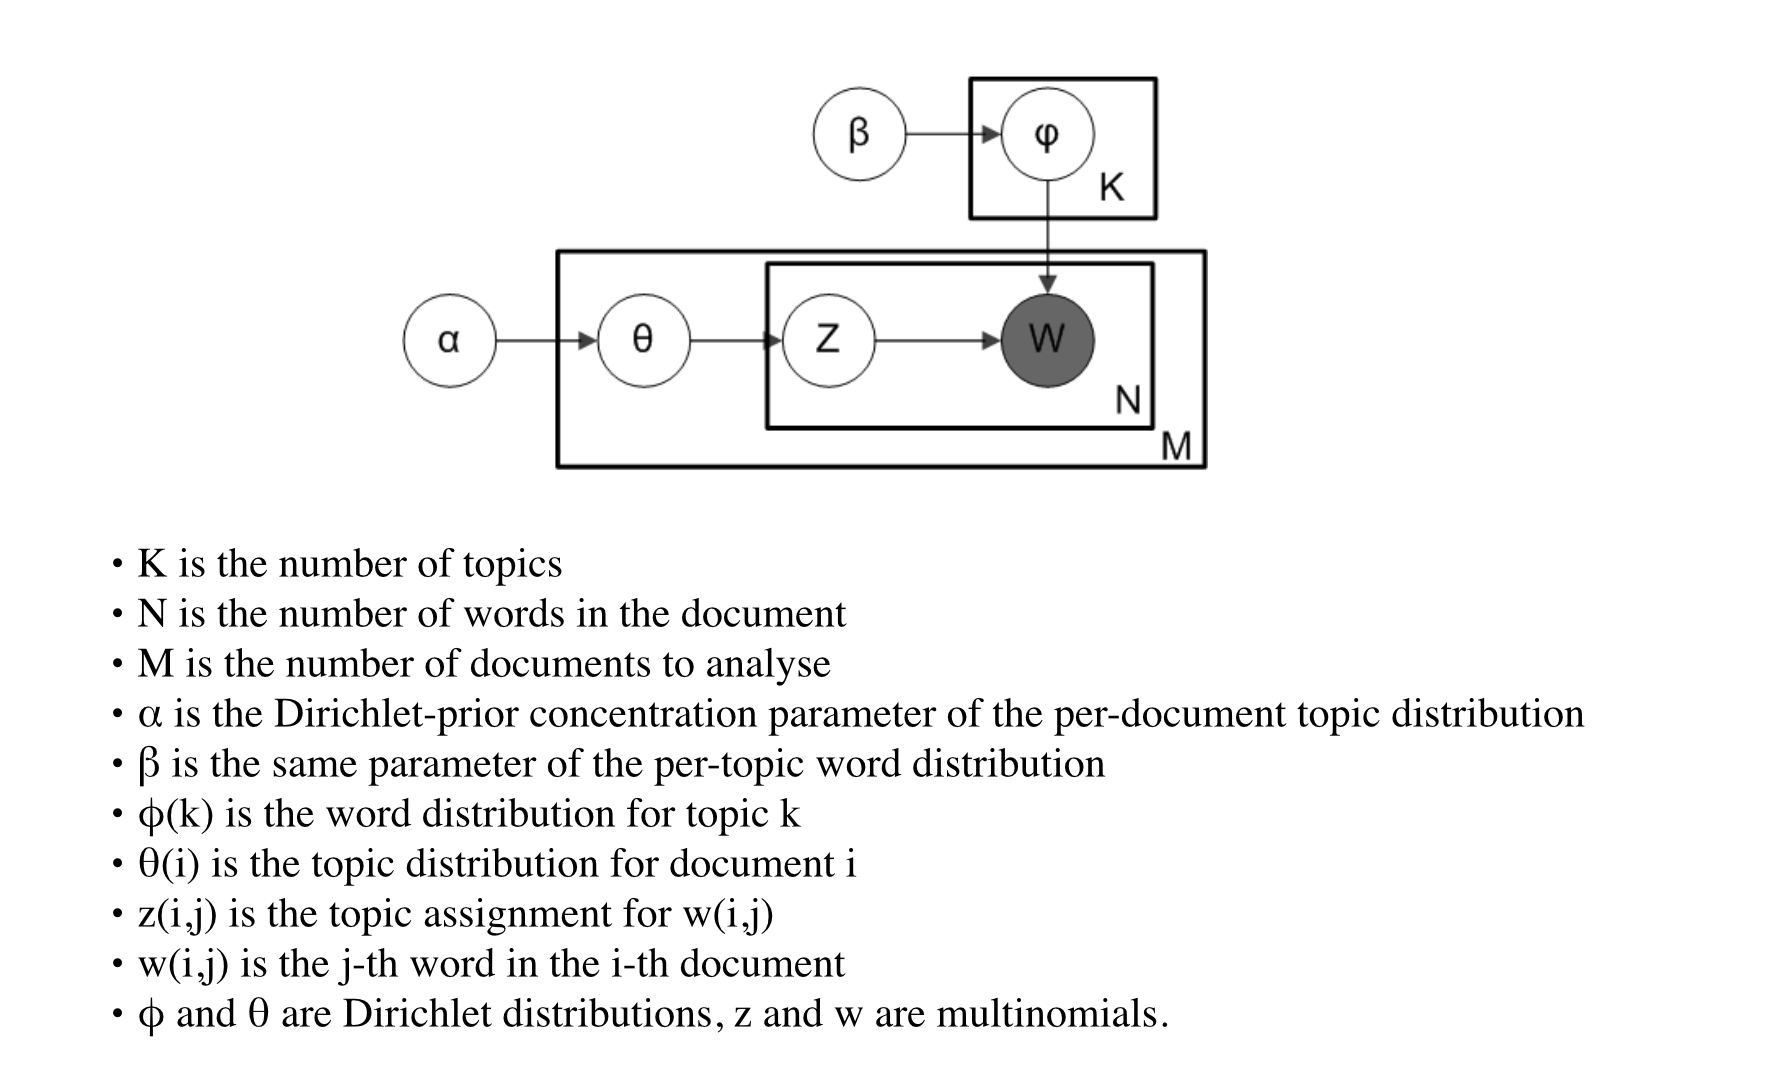 β φ
K
α θ Z W
N
M
• K is the number of topics
• N is the number of words in the document
• M is the number of documents to analyse
• α is the Dirichlet-prior concentration parameter of the per-document topic distribution
• β is the same parameter of the per-topic word distribution
• ϕ(k) is the word distribution for topic k
• θ(i) is the topic distribution for document i
• z(i,j) is the topic assignment for w(i,j)
• w(i,j) is the j-th word in the i-th document
• ϕ and θ are Dirichlet distributions, z and w are multinomials.